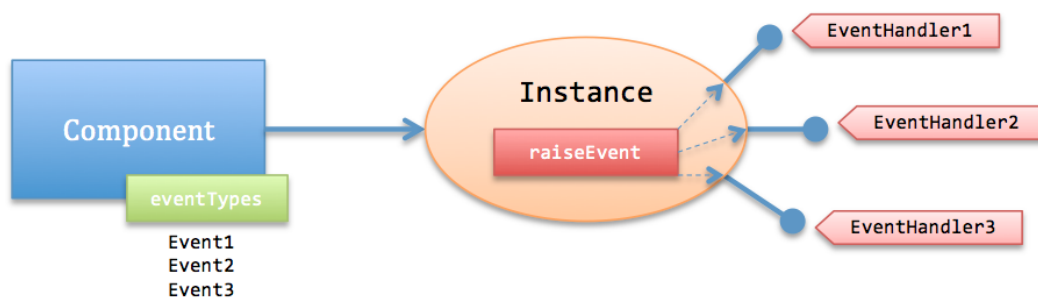 Component
eventTypes
Event1
Event2
Event3
Instance
raiseEvent
EventHandler1
EventHandler2
EventHandler3